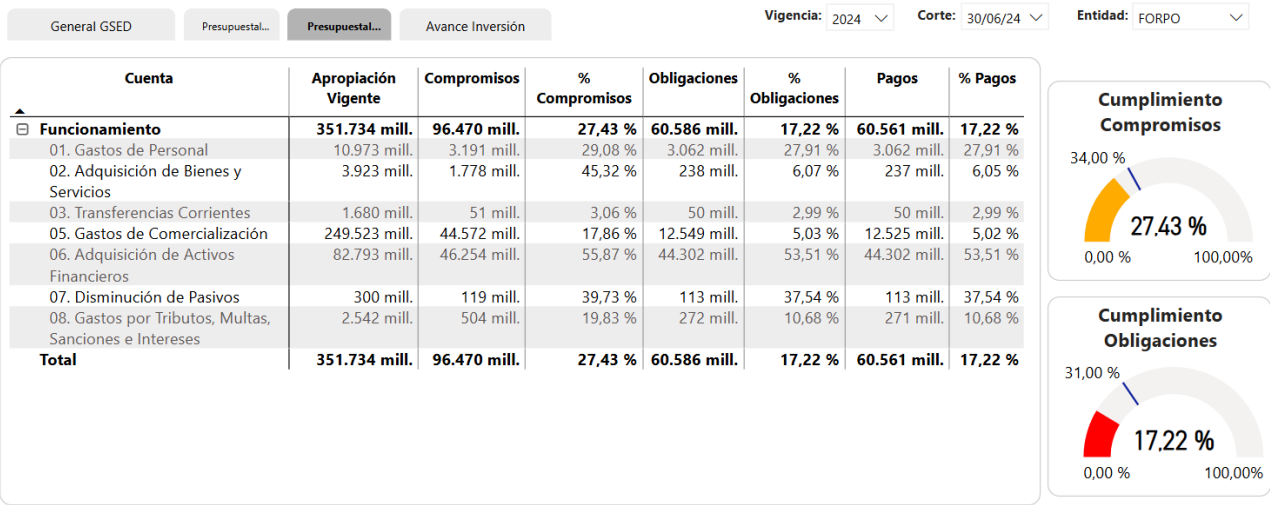 General GSED Presupuestal... Presupuestal... Avance Inversión Vigencia: 2024 Corte: 30/06/24 Entidad: FORPO
Cuenta Apropiación Compromisos % Obligaciones % Pagos % Pagos
Vigente Compromisos Obligaciones
Funcionamiento 351.734 mill. 96.470 mill. 27,43 % 60.586 mill. 17,22 % 60.561 mill. 17,22 %
01. Gastos de Personal 10.973 mill. 3.191 mill. 29,08 % 3.062 mill. 27,91 % 3.062 mill. 27,91 %
02. Adquisición de Bienes y 3.923 mill. 1.778 mill. 45,32 % 238 mill. 6,07 % 237 mill. 6,05 %
Servicios
03. Transferencias Corrientes 1.680 mill. 51 mill. 3,06 % 50 mill. 2,99 % 50 mill. 2,99 %
05. Gastos de Comercialización 249.523 mill. 44.572 mill. 17,86 % 12.549 mill. 5,03 % 12.525 mill. 5,02 %
06. Adquisición de Activos 82.793 mill. 46.254 mill. 55,87 % 44.302 mill. 53,51 % 44.302 mill. 53,51 %
Financieros
07. Disminución de Pasivos 300 mill. 119 mill. 39,73 % 113 mill. 37,54 % 113 mill. 37,54 %
08. Gastos por Tributos, Multas, 2.542 mill. 504 mill. 19,83 % 272 mill. 10,68 % 271 mill. 10,68 %
Sanciones e Intereses
Total 351.734 mill. 96.470 mill. 27,43 % 60.586 mill. 17,22 % 60.561 mill. 17,22 %
Cumplimiento
Compromisos
34,00 %
27,43 %
0,00 % 100,00%
Cumplimiento
Obligaciones
31,00 %
17,22 %
0,00 % 100,00%